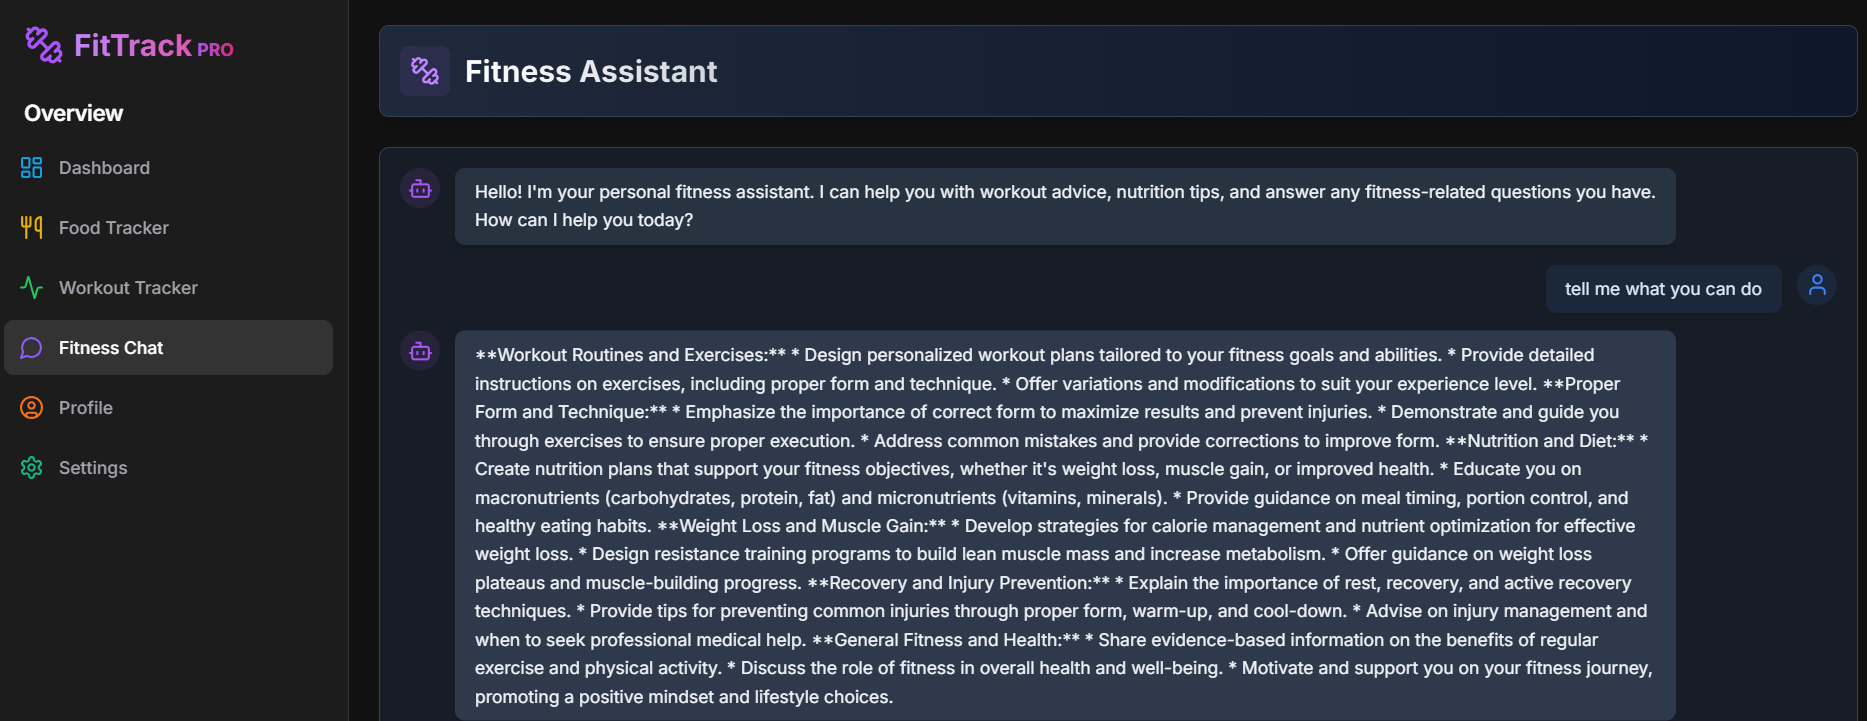 FitTrack PRO
Overview
Dashboard
Food Tracker
Workout Tracker
Fitness Chat
Profile
Settings
Fitness Assistant
Hello! I'm your personal fitness assistant. I can help you with workout advice, nutrition tips, and answer any fitness-related questions you have.
How can I help you today?
tell me what you can do
**Workout Routines and Exercises:** * Design personalized workout plans tailored to your fitness goals and abilities. * Provide detailed
instructions on exercises, including proper form and technique. * Offer variations and modifications to suit your experience level. **Proper
Form and Technique:** * Emphasize the importance of correct form to maximize results and prevent injuries. * Demonstrate and guide you
through exercises to ensure proper execution. * Address common mistakes and provide corrections to improve form. **Nutrition and Diet:** *
Create nutrition plans that support your fitness objectives, whether it's weight loss, muscle gain, or improved health. * Educate you on
macronutrients (carbohydrates, protein, fat) and micronutrients (vitamins, minerals). * Provide guidance on meal timing, portion control, and
healthy eating habits. **Weight Loss and Muscle Gain:** * Develop strategies for calorie management and nutrient optimization for effective
weight loss. * Design resistance training programs to build lean muscle mass and increase metabolism. * Offer guidance on weight loss
plateaus and muscle-building progress. **Recovery and Injury Prevention:** * Explain the importance of rest, recovery, and active recovery
techniques. * Provide tips for preventing common injuries through proper form, warm-up, and cool-down. * Advise on injury management and
when to seek professional medical help. **General Fitness and Health:** * Share evidence-based information on the benefits of regular
exercise and physical activity. * Discuss the role of fitness in overall health and well-being. * Motivate and support you on your fitness journey,
promoting a positive mindset and lifestyle choices.